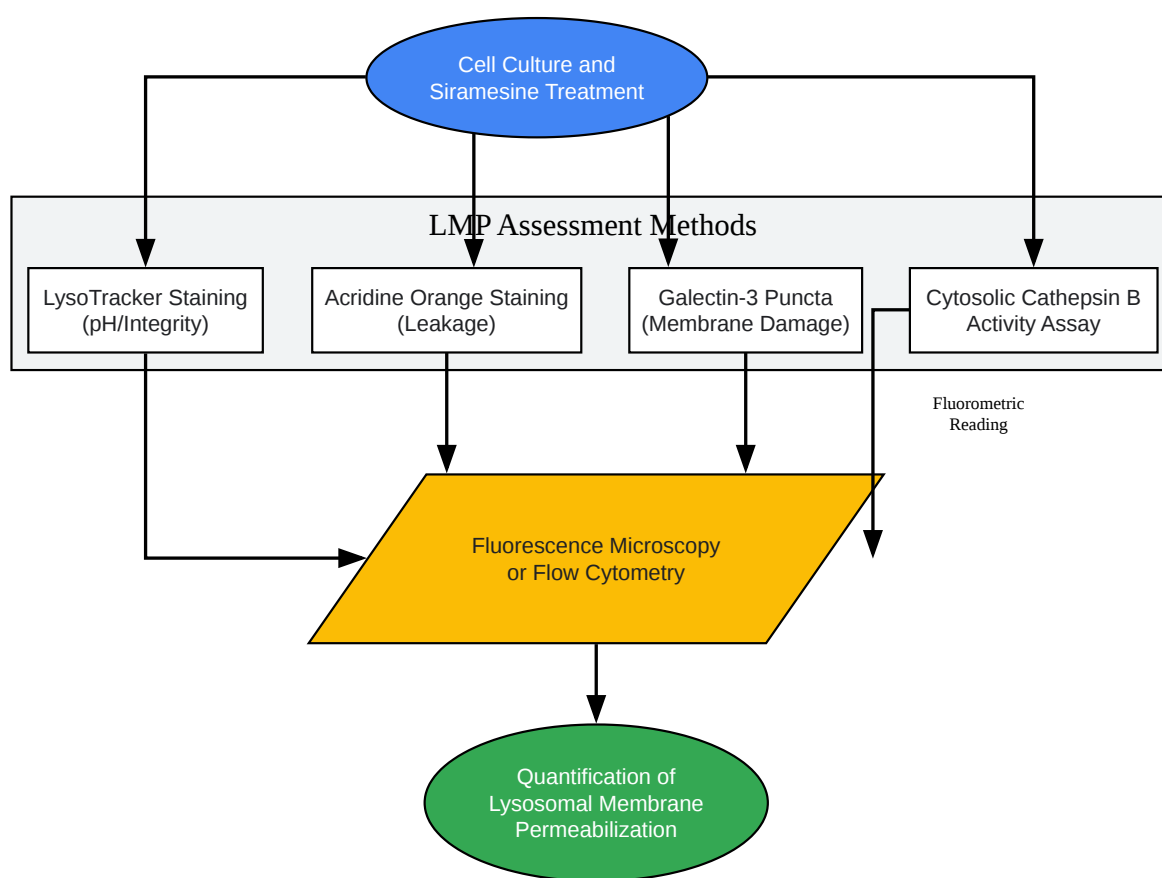 Cell Culture and
Siramesine Treatment
LMP Assessment Methods
LysoTracker Staining
(pH/Integrity)
Acridine Orange Staining
(Leakage)
Galectin-3 Puncta
(Membrane Damage)
Cytosolic Cathepsin B
Activity Assay
Fluorometric
Reading
Fluorescence Microscopy
or Flow Cytometry
Quantification of
Lysosomal Membrane
Permeabilization